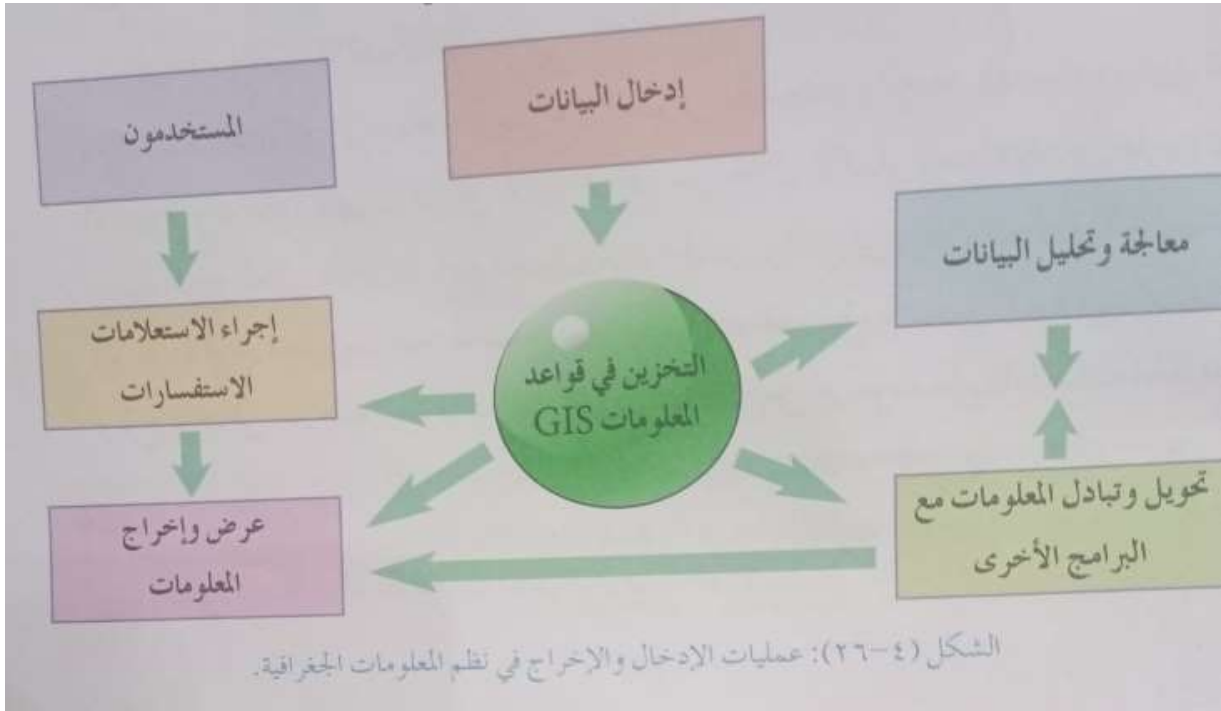 إدخال البيانات
المستخدمون
معالجة وتحليل البيانات
إجراء الاستعلامات
الاستفسارات
التخزين في قواعد
المعلومات GIS
تحويل وتبادل المعلومات مع
البرامج الأخرى
عرض وإخراج
المعلومات
الشكل (٤-٢٦): عمليات الإدخال والإخراج في نظم المعلومات الجغرافية.